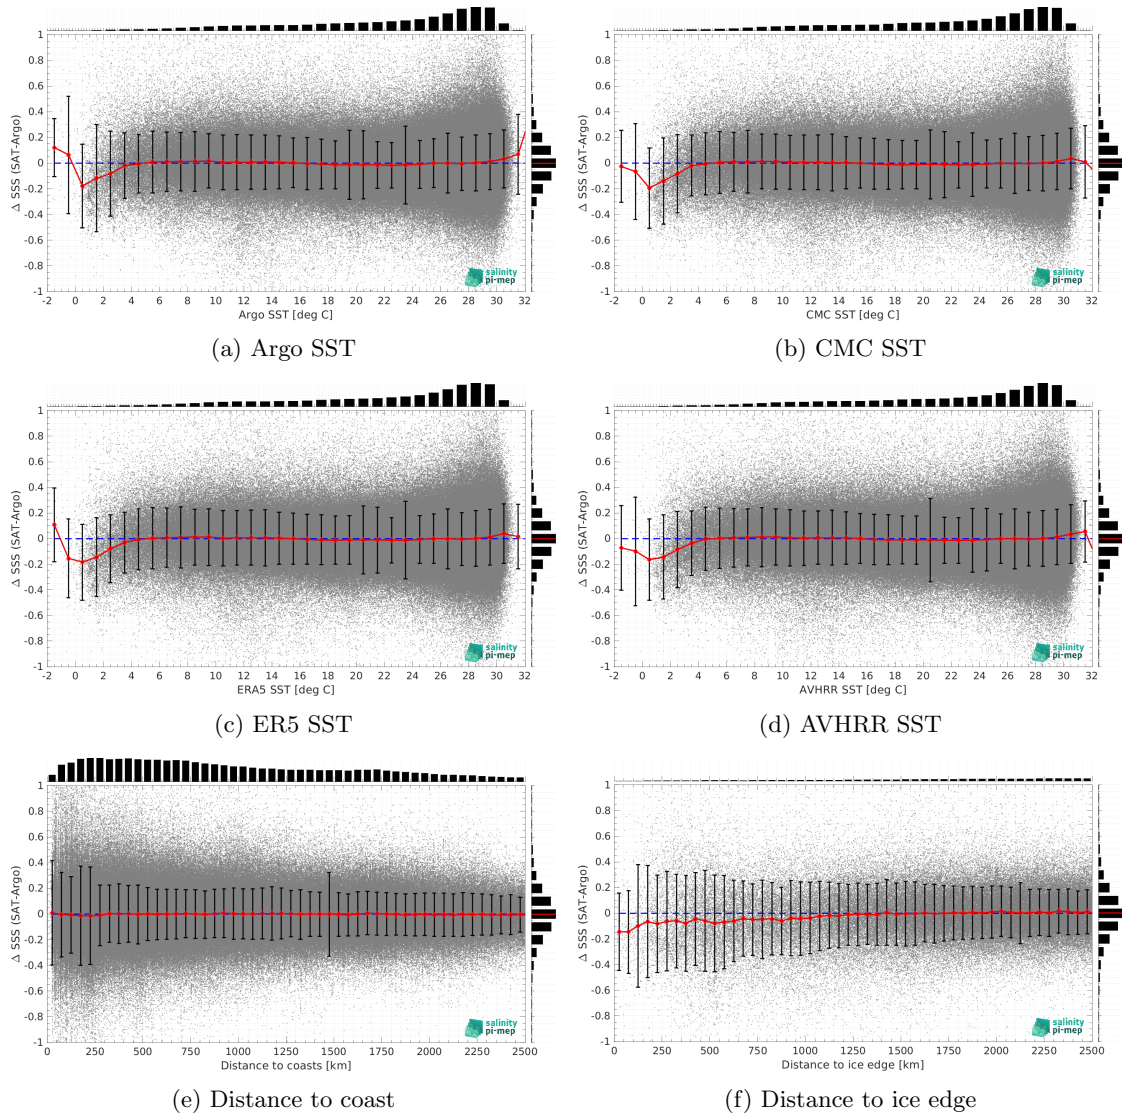 1
0.8
0.6
0.4
0.2
0
-0.2
-0.4
-0.6
-0.8
-1
Δ SSS (SAT-Argo)
salinity
pi-mep
-2 0 2 4 6 8 10 12 14 16 18 20 22 24 26 28 30 32
Argo SST [deg C]
(a) Argo SST
1
0.8
0.6
0.4
0.2
0
-0.2
-0.4
-0.6
-0.8
-1
Δ SSS (SAT-Argo)
salinity
pi-mep
-2 0 2 4 6 8 10 12 14 16 18 20 22 24 26 28 30 32
CMC SST [deg C]
(b) CMC SST
1
0.8
0.6
0.4
0.2
0
-0.2
-0.4
-0.6
-0.8
-1
Δ SSS (SAT-Argo)
salinity
pi-mep
-2 0 2 4 6 8 10 12 14 16 18 20 22 24 26 28 30 32
ERA5 SST [deg C]
(c) ER5 SST
1
0.8
0.6
0.4
0.2
0
-0.2
-0.4
-0.6
-0.8
-1
Δ SSS (SAT-Argo)
salinity
pi-mep
-2 0 2 4 6 8 10 12 14 16 18 20 22 24 26 28 30 32
AVHRR SST [deg C]
(d) AVHRR SST
1
0.8
0.6
0.4
0.2
0
-0.2
-0.4
-0.6
-0.8
-1
Δ SSS (SAT-Argo)
salinity
pi-mep
0 250 500 750 1000 1250 1500 1750 2000 2250 2500
Distance to coasts [km]
(e) Distance to coast
1
0.8
0.6
0.4
0.2
0
-0.2
-0.4
-0.6
-0.8
-1
Δ SSS (SAT-Argo)
salinity
pi-mep
0 250 500 750 1000 1250 1500 1750 2000 2250 2500
Distance to ice edge [km]
(f) Distance to ice edge